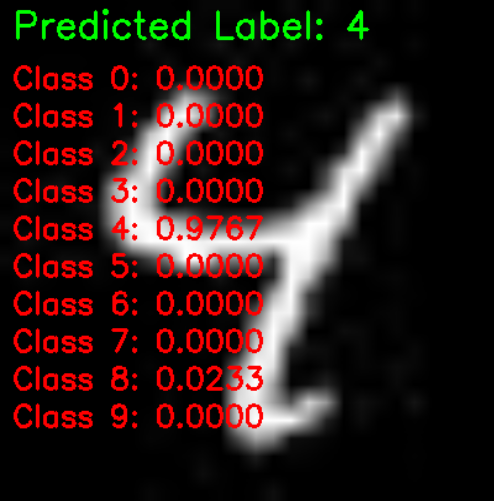 Predicted Label: 4
Class 0: 0.0000
Class 1: 0.0000
Class 2: 0.0000
Class 3: 0.0000
Class 4: 0.9767
Class 5: 0.0000
Class 6: 0.0000
Class 7: 0.0000
Class 8: 0.0233
Class 9: 0.0000
4